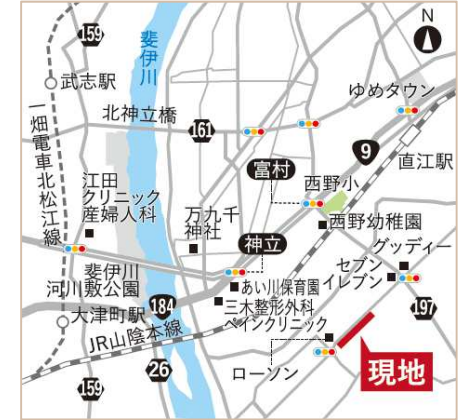 159
斐伊川
N
武志駅
ゆめタウン
北神立橋
161
9
直江駅
一畑電車北松江線
富村
西野小
江田
クリニック
産婦人科
万九千
神社
西野幼稚園
神立
グッディー
セブン
イレブン
斐伊川
河川敷公園
あい川保育園
184
三木整形外科
ペインクリニック
197
大津町駅
JR山陰本線
26
ローソン
現地
159